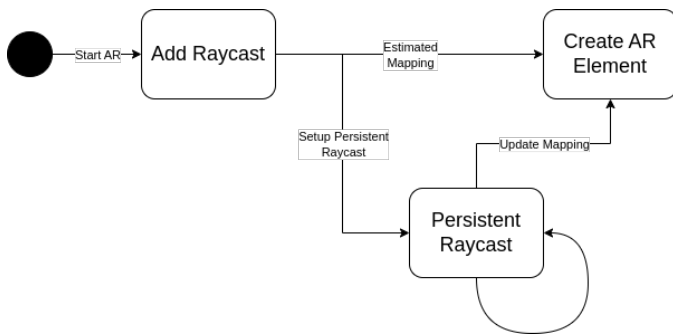 Start AR
Add Raycast
Estimated
Mapping
Create AR
Element
Setup Persistent
Raycast
Update Mapping
Persistent
Raycast